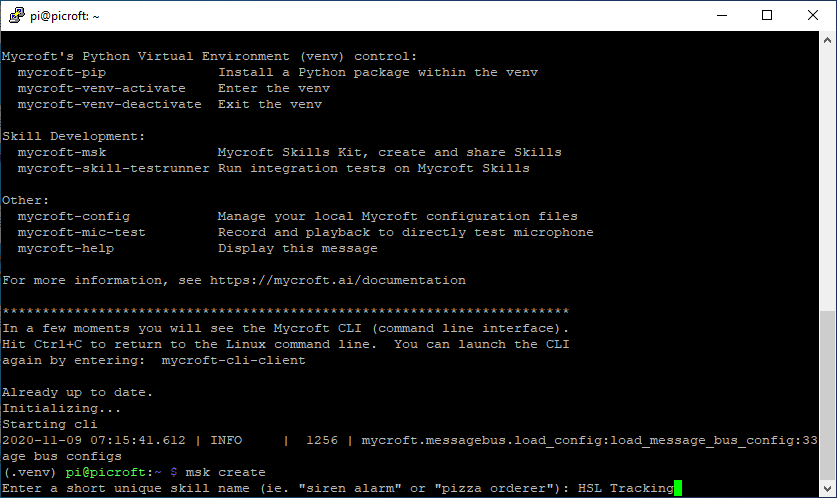 pi@picroft: ~
Mycroft's Python Virtual Environment (venv) control:
mycroft-pip Install a Python package within the venv
mycroft-venv-activate Enter the venv
mycroft-venv-deactivate Exit the venv
Skill Development:
mycroft-msk Mycroft Skills Kit, create and share Skills
mycroft-skill-testrunner Run integration tests on Mycroft Skills
Other:
mycroft-config Manage your local Mycroft configuration files
mycroft-mic-test Record and playback to directly test microphone
mycroft-help Display this message
For more information, see https://mycroft.ai/documentation
***********************************************************************
In a few moments you will see the Mycroft CLI (command line interface).
Hit Ctrl+C to return to the Linux command line.  You can launch the CLI
again by entering:  mycroft-cli-client
Already up to date.
Initializing...
Starting cli
2020-11-09 07:15:41.612 | INFO     |  1256 | mycroft.messagebus.load_config:load_message_bus_config:33
age bus configs
(.venv) pi@picroft:~ $ msk create
Enter a short unique skill name (ie. "siren alarm" or "pizza orderer"): HSL Tracking